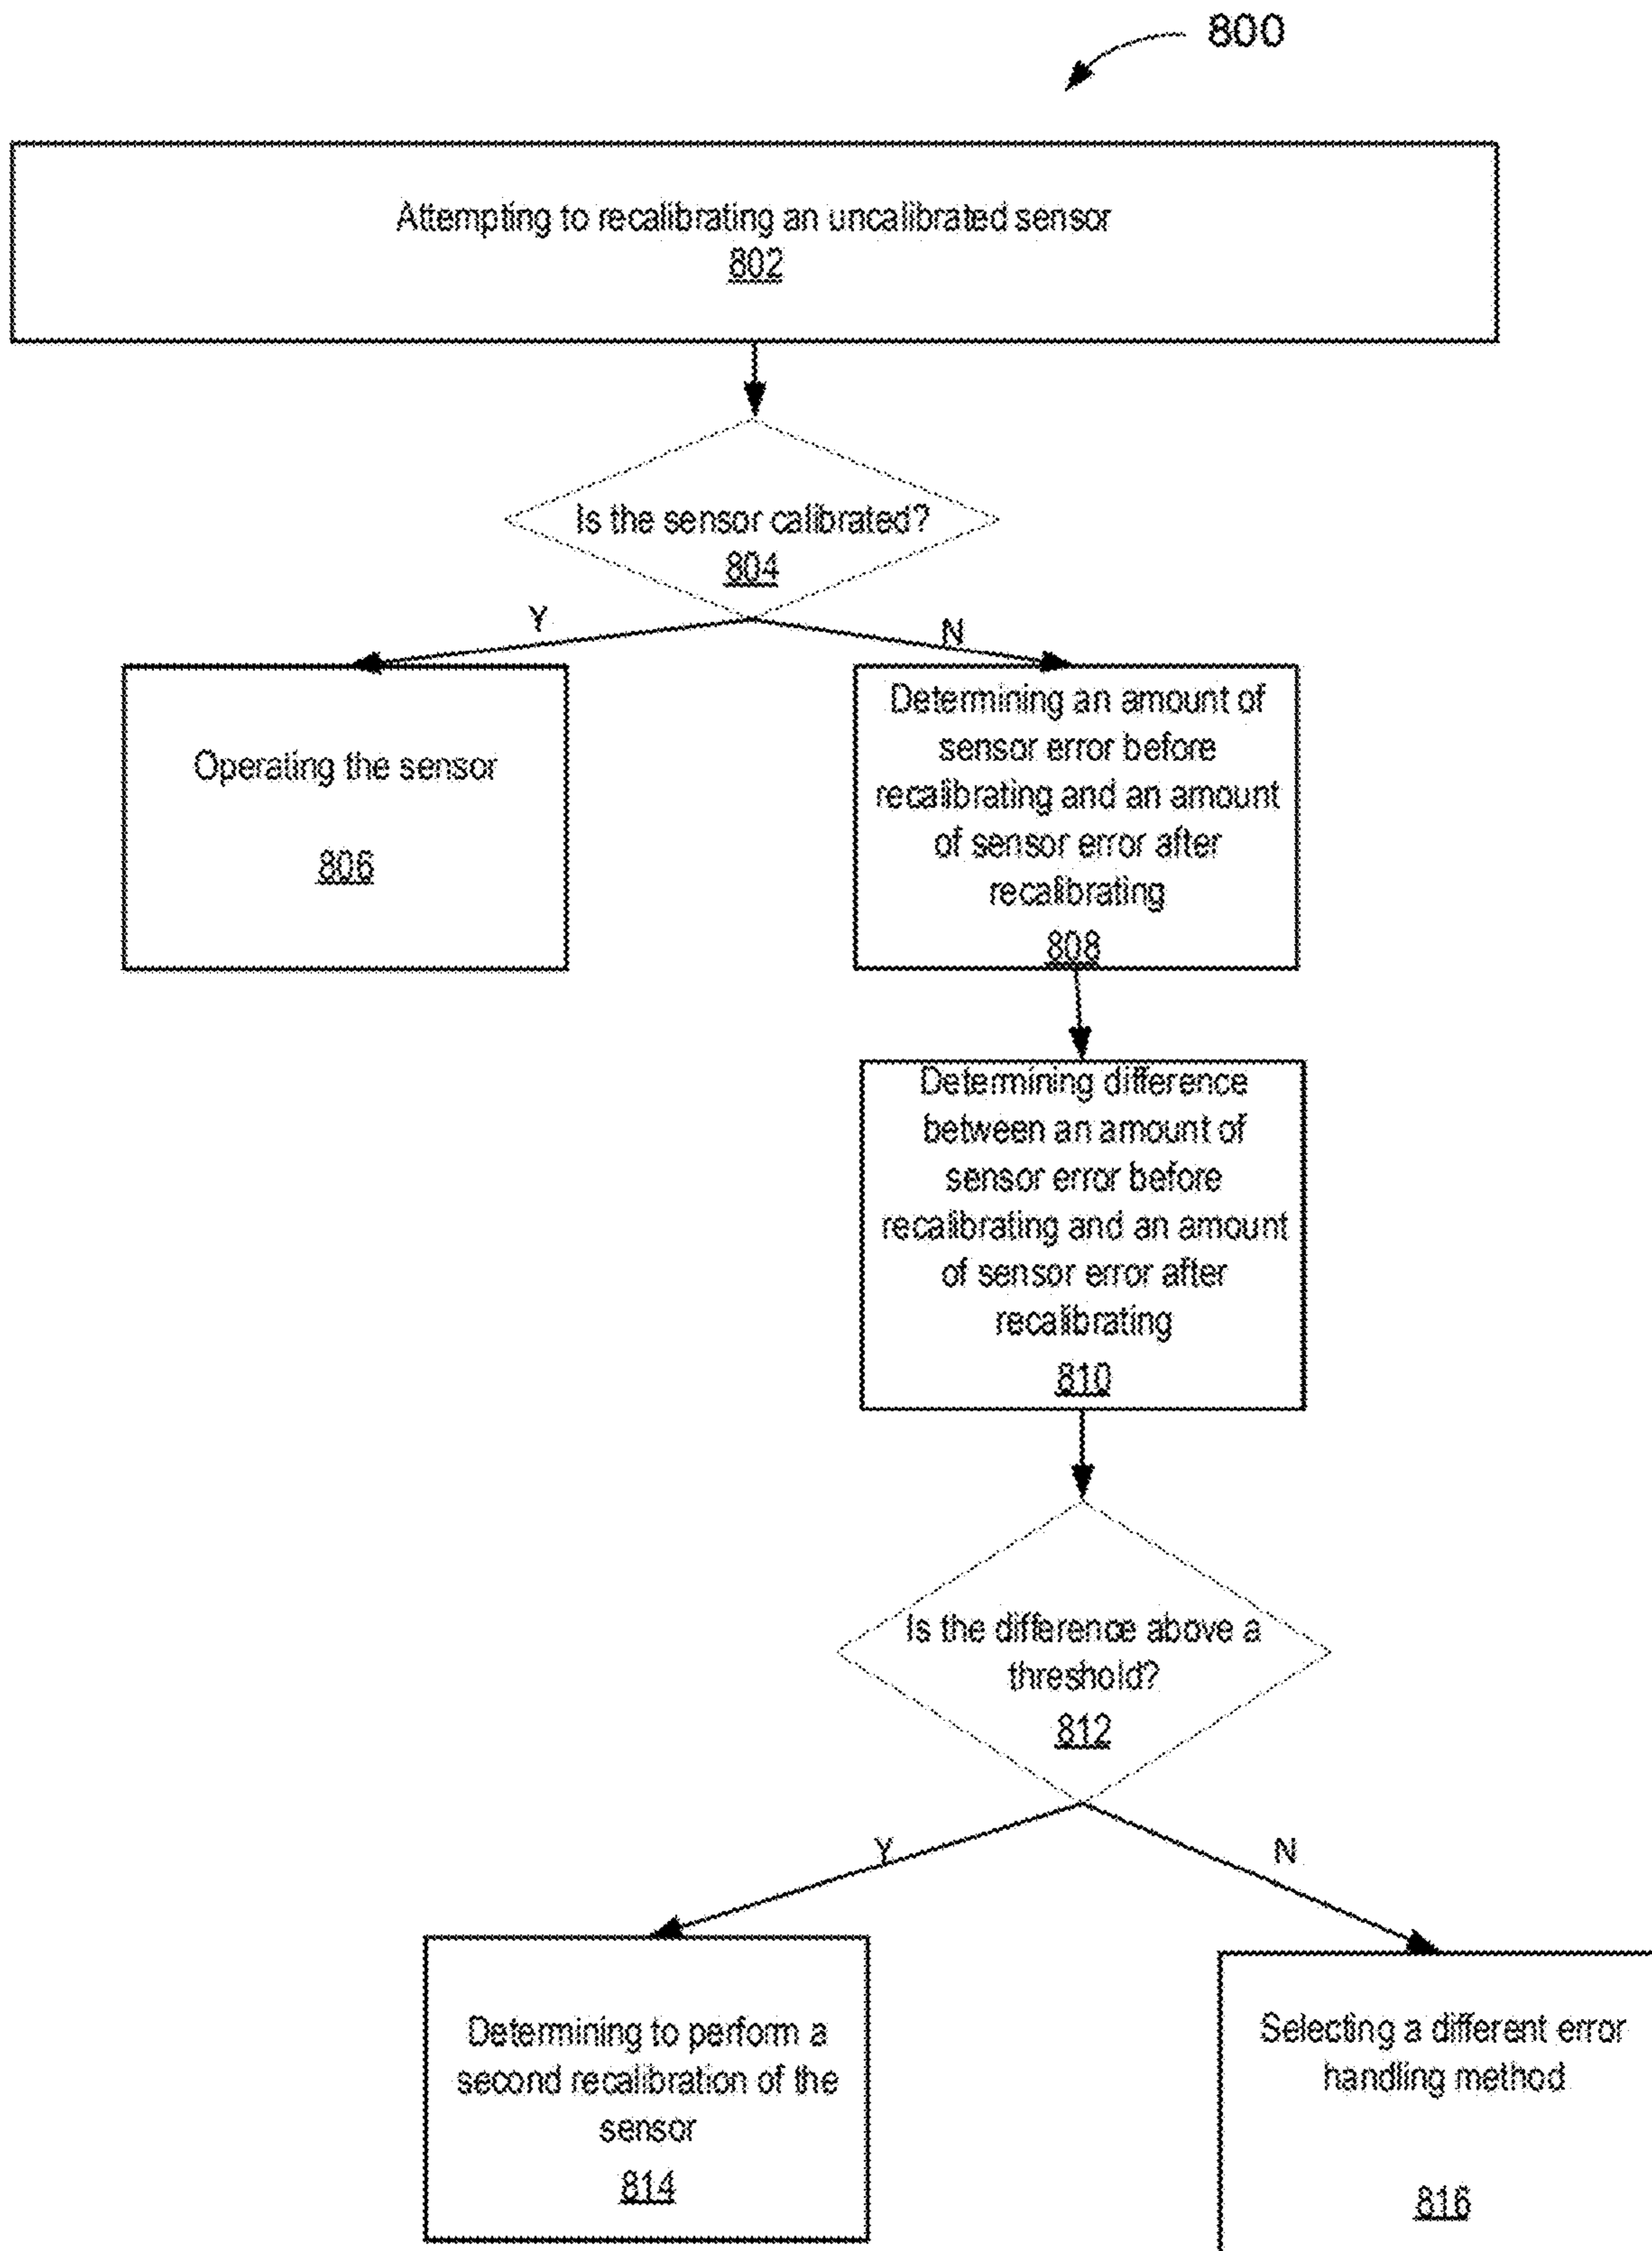 800
Attempting to recalibrating an uncalibrated sensor
802
Is the sensor calibrated?
804
Y
N
Operating the sensor
806
Determining an amount of
sensor error before
recalibrating and an amount
of sensor error after
recalibrating
808
Determining difference
between an amount of
sensor error before
recalibrating and an amount
of sensor error after
recalibrating
810
Is the difference above a
threshold?
812
Y
N
Determining to perform a
second recalibration of the
sensor
814
Selecting a different error
handling method
816